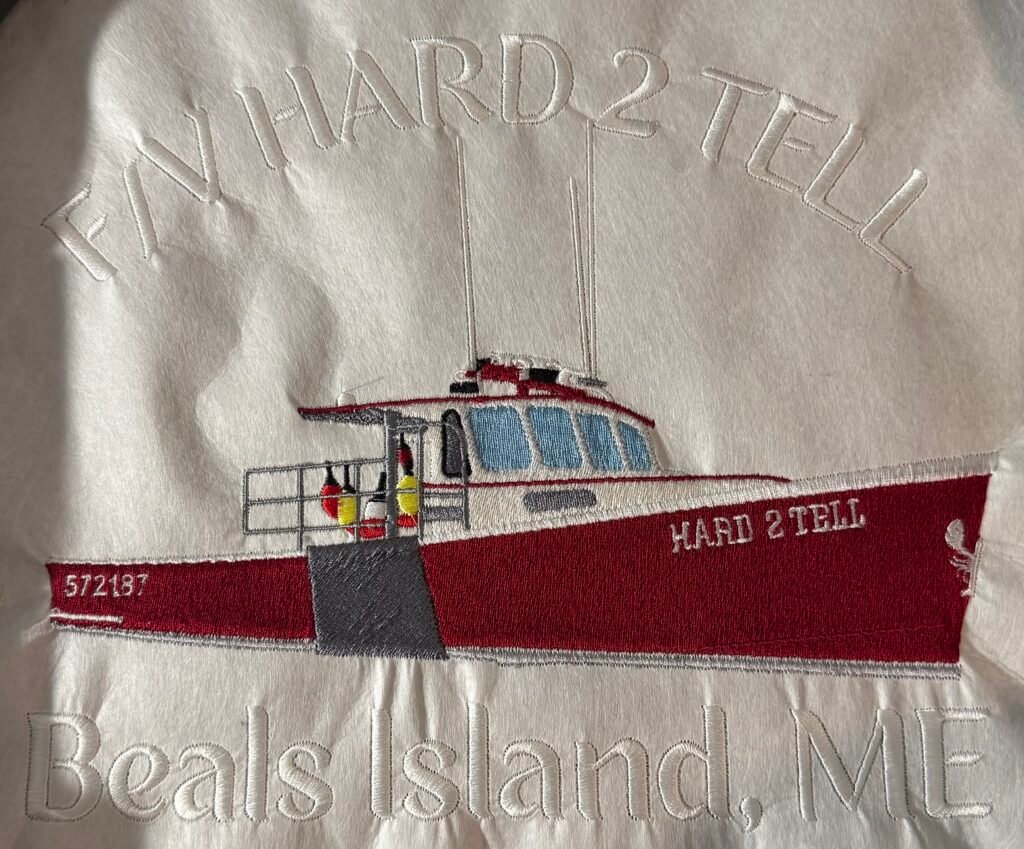 F/V HARD 2 TELL
HARD 2 TELL
572187
Beals Island, ME